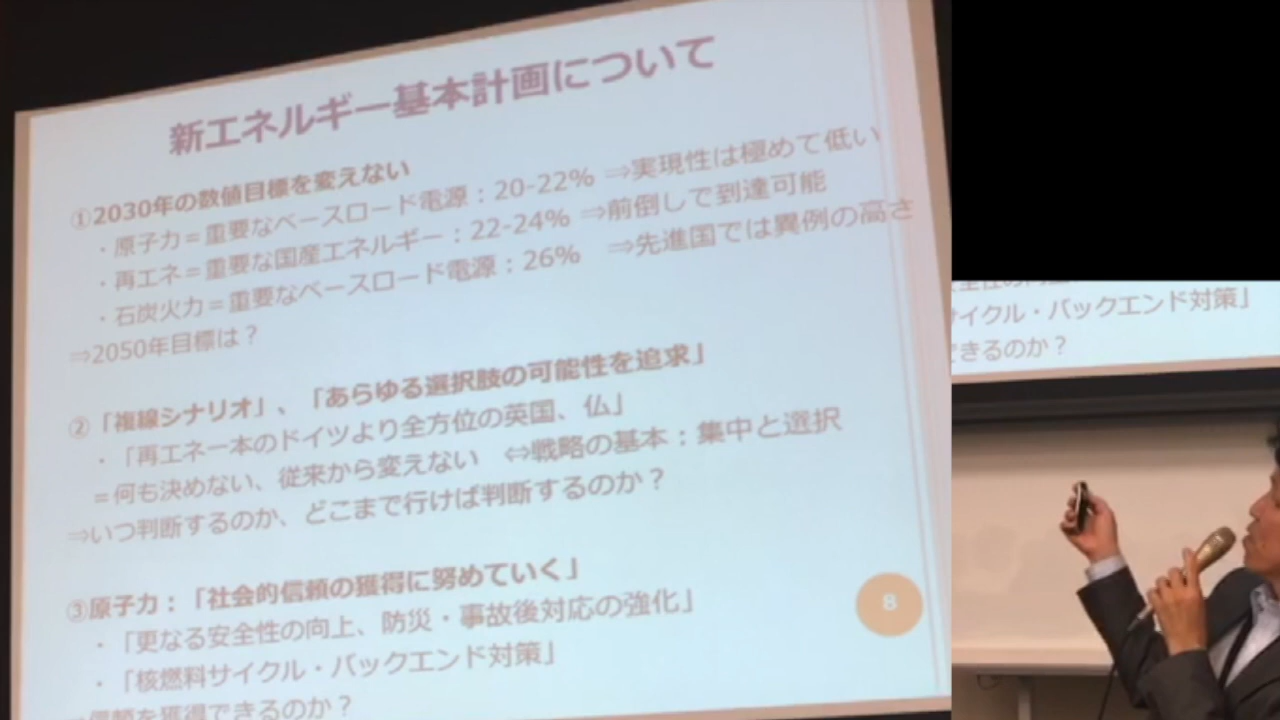 新エネルギー基本計画について
①2030年の数値目標を変えない
・原子力＝重要なベースロード電源：20-22% ⇒実現性は極めて低い
・再エネ＝重要な国産エネルギー：22-24% ⇒前倒しで到達可能
・石炭火力＝重要なベースロード電源：26% ⇒先進国では異例の高さ
⇒2050年目標は？
②「複線シナリオ」、「あらゆる選択肢の可能性を追求」
・「再エネ一本のドイツより全方位の英国、仏」
＝何も決めない、従来から変えない ⇔戦略の基本：集中と選択
⇒いつ判断するのか、どこまで行けば判断するのか？
③原子力：「社会的信頼の獲得に努めていく」
・「更なる安全性の向上、防災・事故後対応の強化」
・「核燃料サイクル・バックエンド対策」
⇒信頼を獲得できるのか？
8
イクル・バックエンド対策」
きるのか？